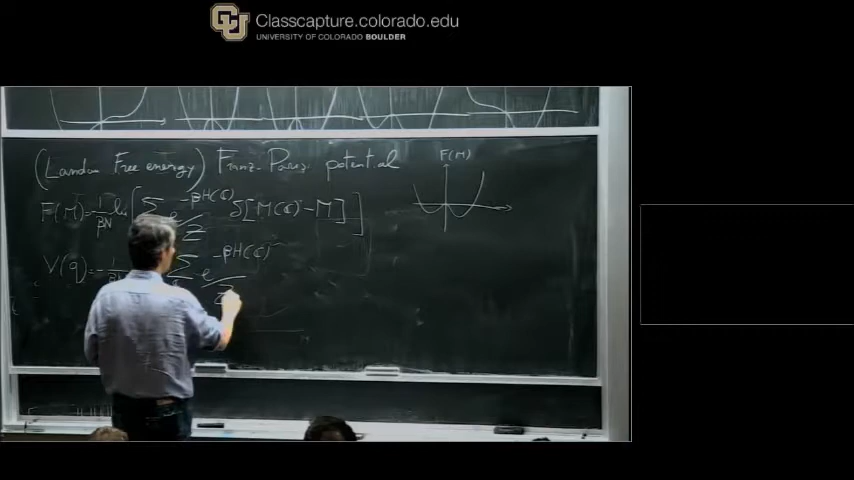 CU Classcapture.colorado.edu
UNIVERSITY OF COLORADO BOULDER
(Landau Free energy) Franz-Parisi potential
F(M)
F(M)=-1/βN ln [ Σ e^{-βH(σ)}/Z δ[M(σ)-M] ]
V(q)=-1/ Σ e^{-βH(σ)}/Z